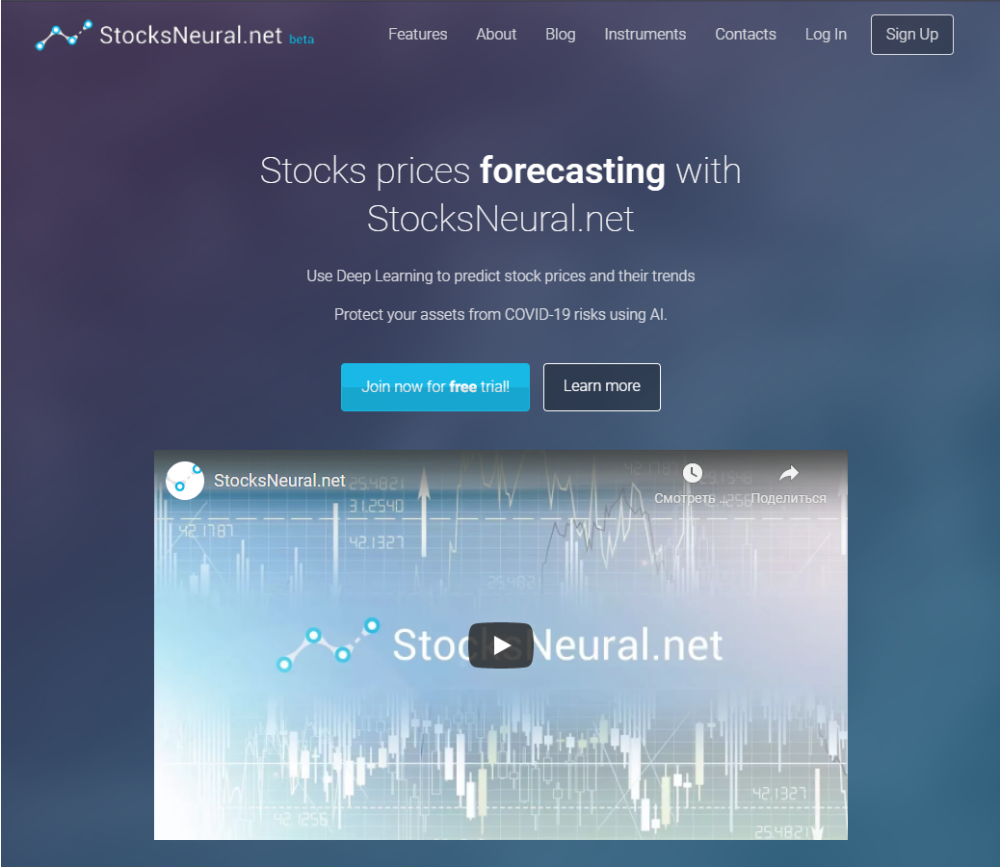 StocksNeural.net beta
Features About Blog Instruments Contacts Log In Sign Up
Stocks prices forecasting with
StocksNeural.net
Use Deep Learning to predict stock prices and their trends
Protect your assets from COVID-19 risks using AI.
Join now for free trial!
Learn more
StocksNeural.net
Смотреть ...
Поделиться
25.4821
31.2540
42.1787
42.1327
25.4821
StocksNeural.net
42.1327
42.1256
25.4821